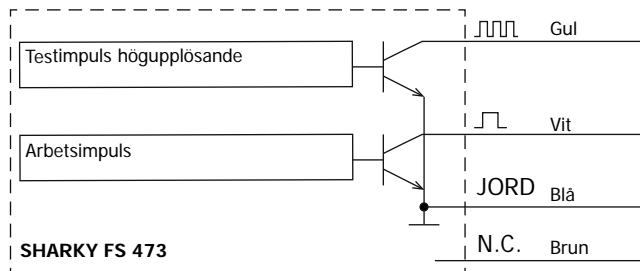 Gul
Testimpuls högupplösande
Vit
Arbetsimpuls
JORD Blå
SHARKY FS 473
N.C. Brun